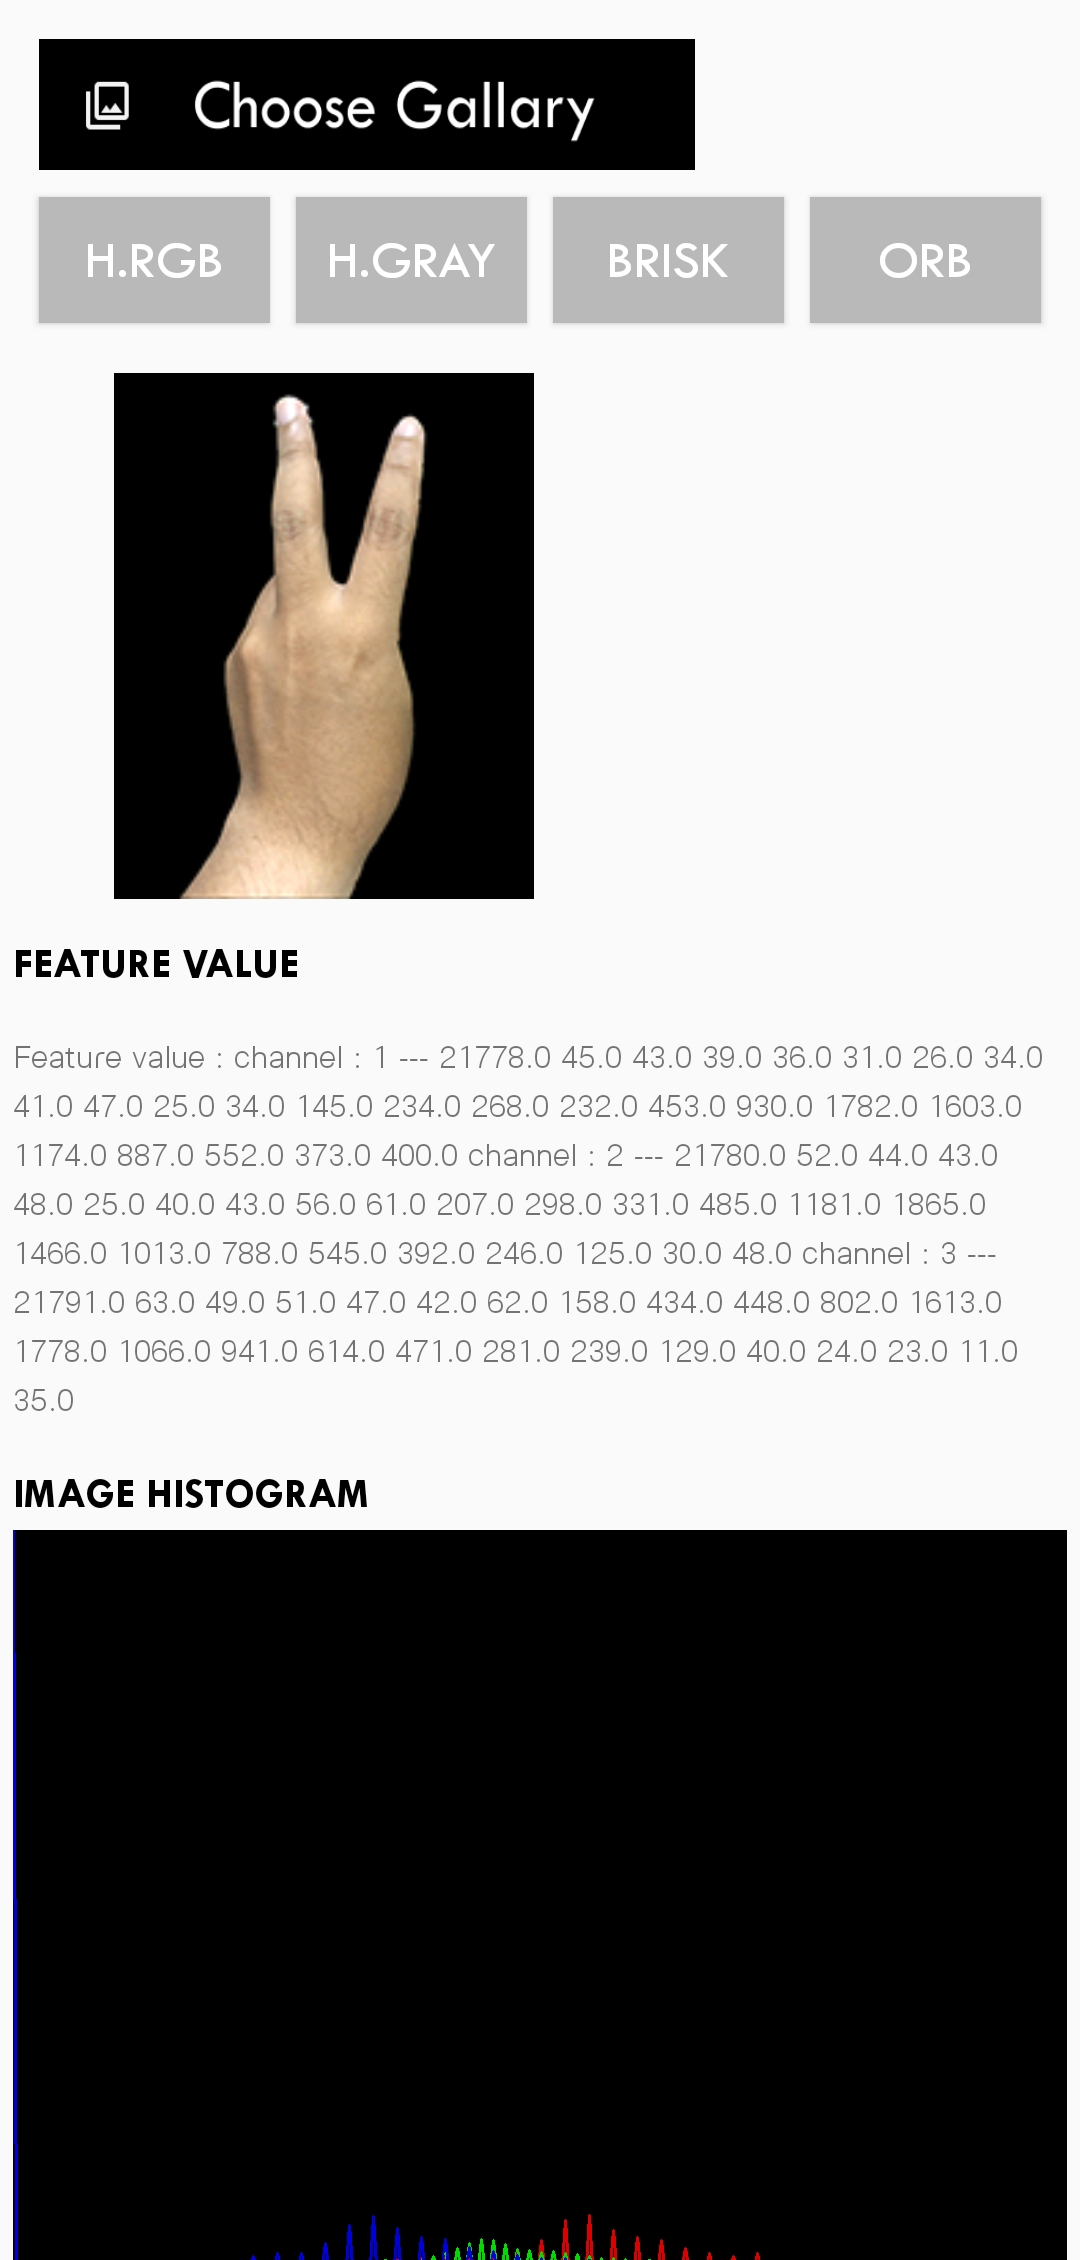 Choose Gallary
H.RGB H.GRAY BRISK ORB
FEATURE VALUE
Feature value : channel : 1 --- 21778.0 45.0 43.0 39.0 36.0 31.0 26.0 34.0
41.0 47.0 25.0 34.0 145.0 234.0 268.0 232.0 453.0 930.0 1782.0 1603.0
1174.0 887.0 552.0 373.0 400.0 channel : 2 --- 21780.0 52.0 44.0 43.0
48.0 25.0 40.0 43.0 56.0 61.0 207.0 298.0 331.0 485.0 1181.0 1865.0
1466.0 1013.0 788.0 545.0 392.0 246.0 125.0 30.0 48.0 channel : 3 ---
21791.0 63.0 49.0 51.0 47.0 42.0 62.0 158.0 434.0 448.0 802.0 1613.0
1778.0 1066.0 941.0 614.0 471.0 281.0 239.0 129.0 40.0 24.0 23.0 11.0
35.0
IMAGE HISTOGRAM